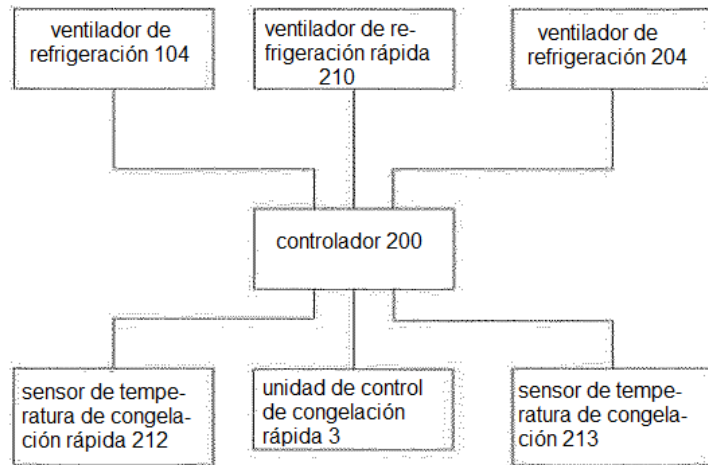 ventilador de
refrigeración 104
ventilador de re-
frigeración rápida
210
ventilador de
refrigeración 204
controlador 200
sensor de tempe-
ratura de congela-
ción rápida 212
unidad de control
de congelación
rápida 3
sensor de tempe-
ratura de congela-
ción 213